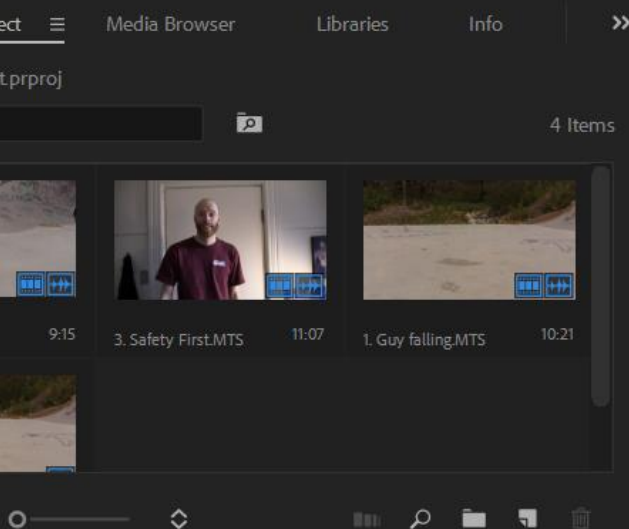 ect Media Browser Libraries Info
t.prproj
4 Items
9:15 3. Safety First.MTS 11:07 1. Guy falling.MTS 10:21